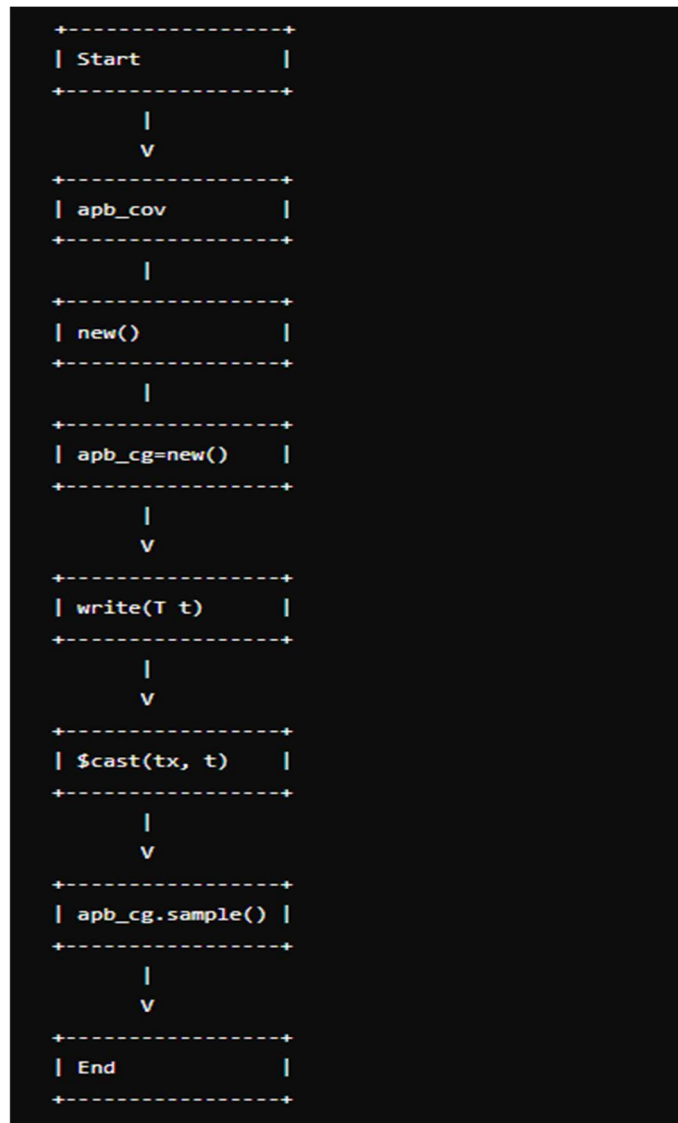 +-----------------+
| Start           |
+-----------------+
       |
       v
+-----------------+
| apb_cov         |
+-----------------+
       |
+-----------------+
| new()           |
+-----------------+
       |
+-----------------+
| apb_cg=new()    |
+-----------------+
       |
       v
+-----------------+
| write(T t)      |
+-----------------+
       |
       v
+-----------------+
| $cast(tx, t)    |
+-----------------+
       |
       v
+-----------------+
| apb_cg.sample() |
+-----------------+
       |
       v
+-----------------+
| End             |
+-----------------+